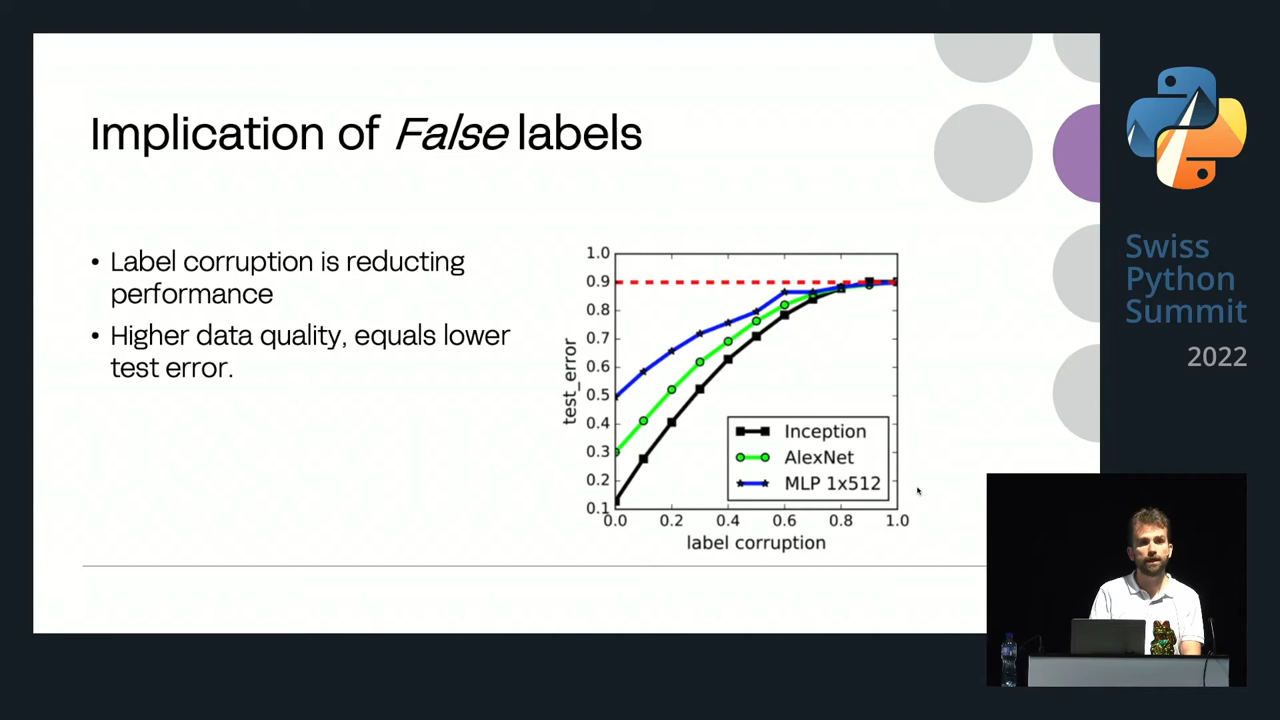 Implication of False labels
• Label corruption is reducting
performance
• Higher data quality, equals lower
test error.
1.0
0.9
0.8
0.7
0.6
0.5
0.4
0.3
0.2
0.1
test_error
0.0 0.2 0.4 0.6 0.8 1.0
label corruption
Inception
AlexNet
MLP 1x512
Swiss
Python
Summit
2022